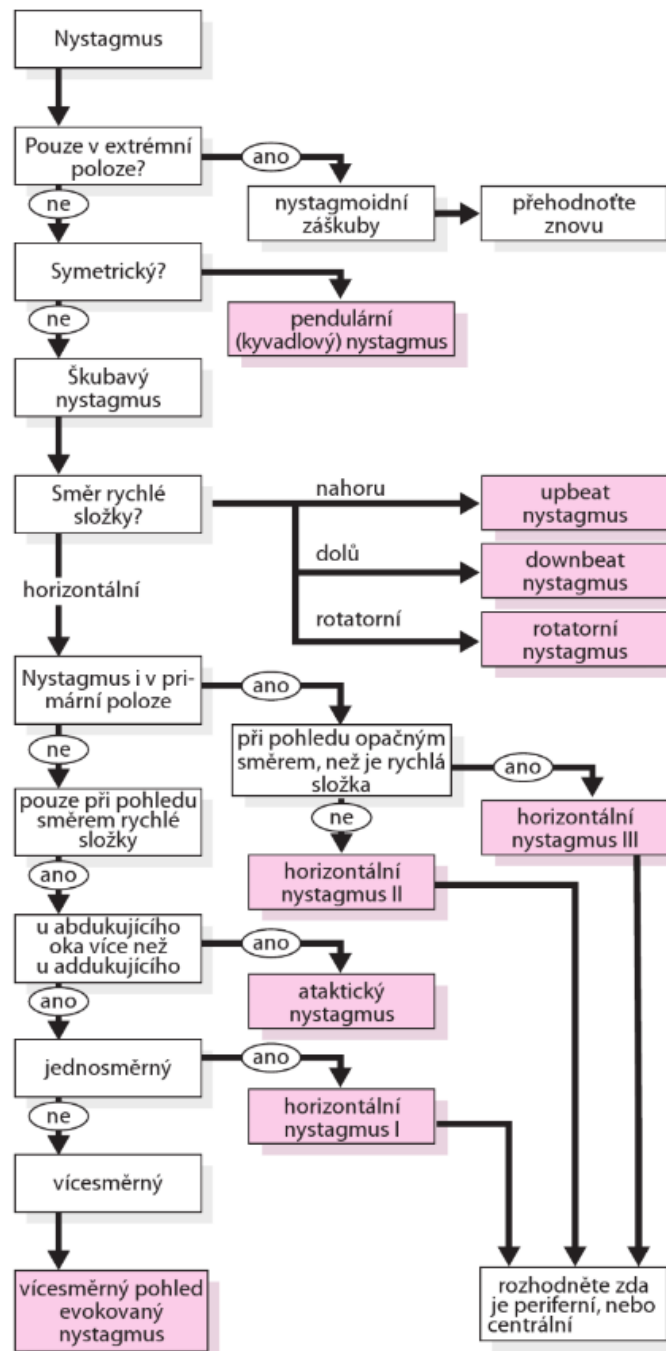 Nystagmus
Pouze v extrémní
poloze?
ano
ne
nystagmoidní
záškuby
přehodnoťte
znovu
Symetrický?
ne
pendulární
(kyvadlový) nystagmus
Škubavý
nystagmus
Směr rychlé
složky?
nahoru
upbeat
nystagmus
dolů
downbeat
nystagmus
rotatorní
rotatorní
nystagmus
horizontální
Nystagmus i v pri-
mární poloze
ano
ne
při pohledu opačným
směrem, než je rychlá
složka
ano
ne
pouze při pohledu
směrem rychlé
složky
ano
horizontální
nystagmus III
horizontální
nystagmus II
u abdukujícího
oka více než
u addukujícího
ano
ano
ataktický
nystagmus
jednosměrný
ano
ne
horizontální
nystagmus I
vícesměrný
vícesměrný pohled
evokovaný
nystagmus
rozhodněte zda
je periferní, nebo
centrální